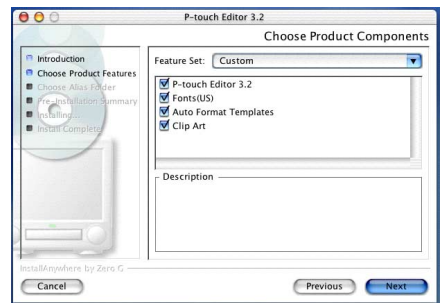 P-touch Editor 3.2
Choose Product Components
Introduction
Choose Product Features
Choose Alias Folder
Pre-Installation Summary
Installing...
Install Complete
Feature Set: Custom
P-touch Editor 3.2
Fonts(US)
Auto Format Templates
Clip Art
Description
InstallAnywhere by Zero G
Cancel
Previous
Next